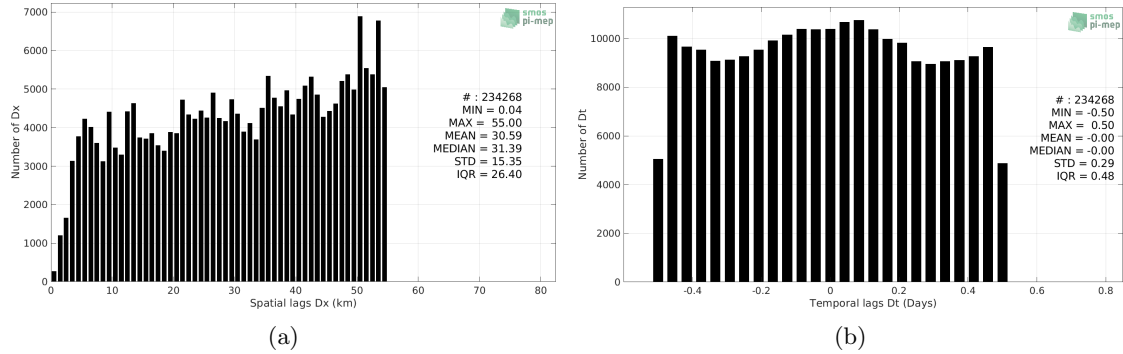 smos
pi-mep
7000
6000
5000
4000
3000
2000
1000
0
Number of Dx
# : 234268
MIN = 0.04
MAX = 55.00
MEAN = 30.59
MEDIAN = 31.39
STD = 15.35
IQR = 26.40
0 10 20 30 40 50 60 70 80
Spatial lags Dx (km)
(a)
smos
pi-mep
10000
8000
6000
4000
2000
0
Number of Dt
# : 234268
MIN = -0.50
MAX = 0.50
MEAN = -0.00
MEDIAN = -0.00
STD = 0.29
IQR = 0.48
-0.4 -0.2 0 0.2 0.4 0.6 0.8
Temporal lags Dt (Days)
(b)